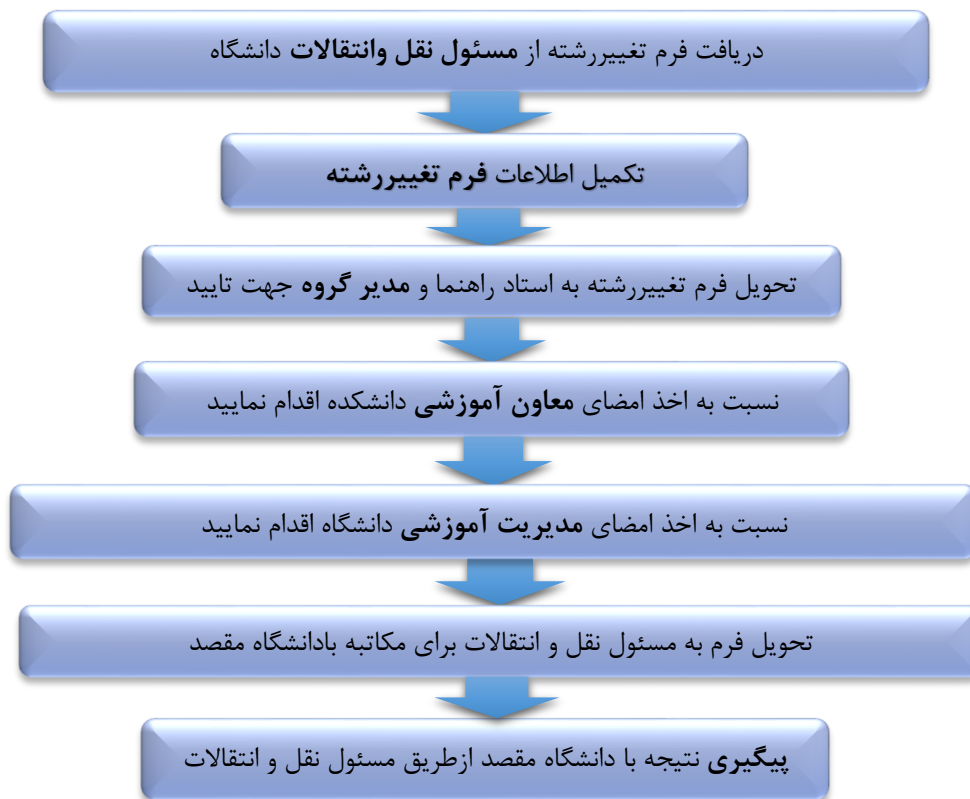 دریافت فرم تغییررشته از مسئول نقل وانتقالات دانشگاه
تکمیل اطلاعات فرم تغییررشته
تحویل فرم تغییررشته به استاد راهنما و مدیر گروه جهت تایید
نسبت به اخذ امضای معاون آموزشی دانشکده اقدام نمایید
نسبت به اخذ امضای مدیریت آموزشی دانشگاه اقدام نمایید
تحویل فرم به مسئول نقل و انتقالات برای مکاتبه بادانشگاه مقصد
پیگیری نتیجه با دانشگاه مقصد ازطریق مسئول نقل و انتقالات